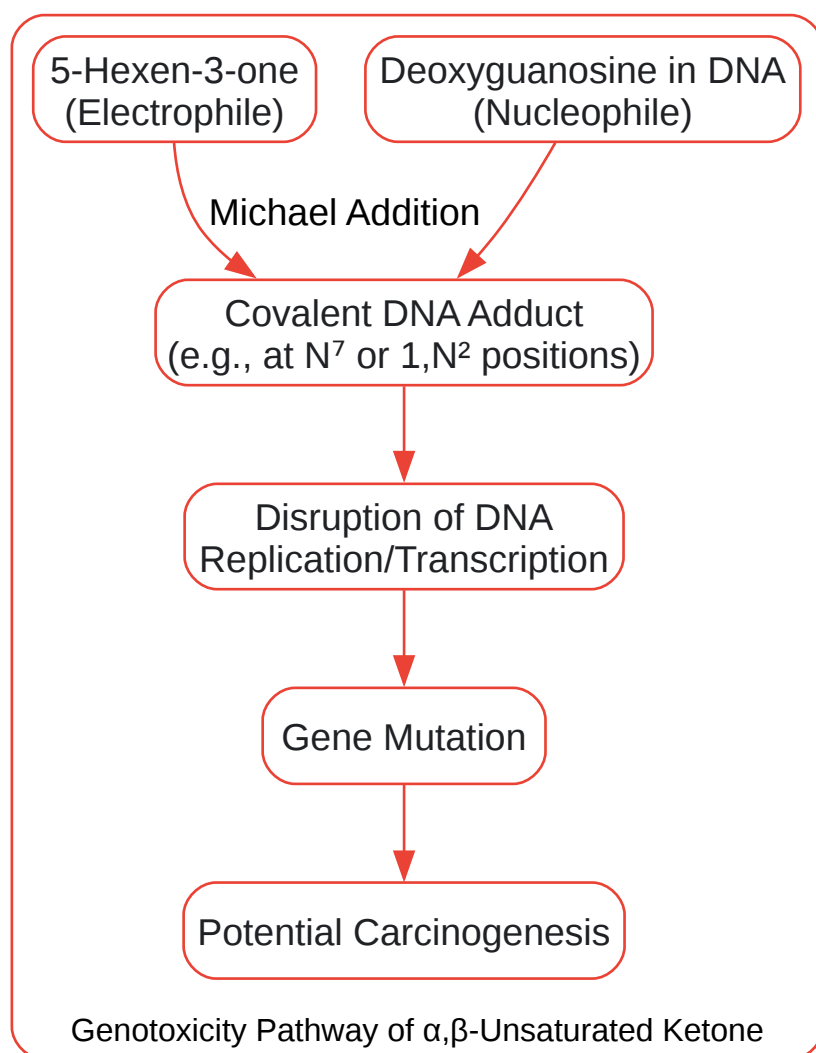 5-Hexen-3-one
(Electrophile)
Deoxyguanosine in DNA
(Nucleophile)
Michael Addition
Covalent DNA Adduct
(e.g., at N⁷ or 1,N² positions)
Disruption of DNA
Replication/Transcription
Gene Mutation
Potential Carcinogenesis
Genotoxicity Pathway of α,β-Unsaturated Ketone